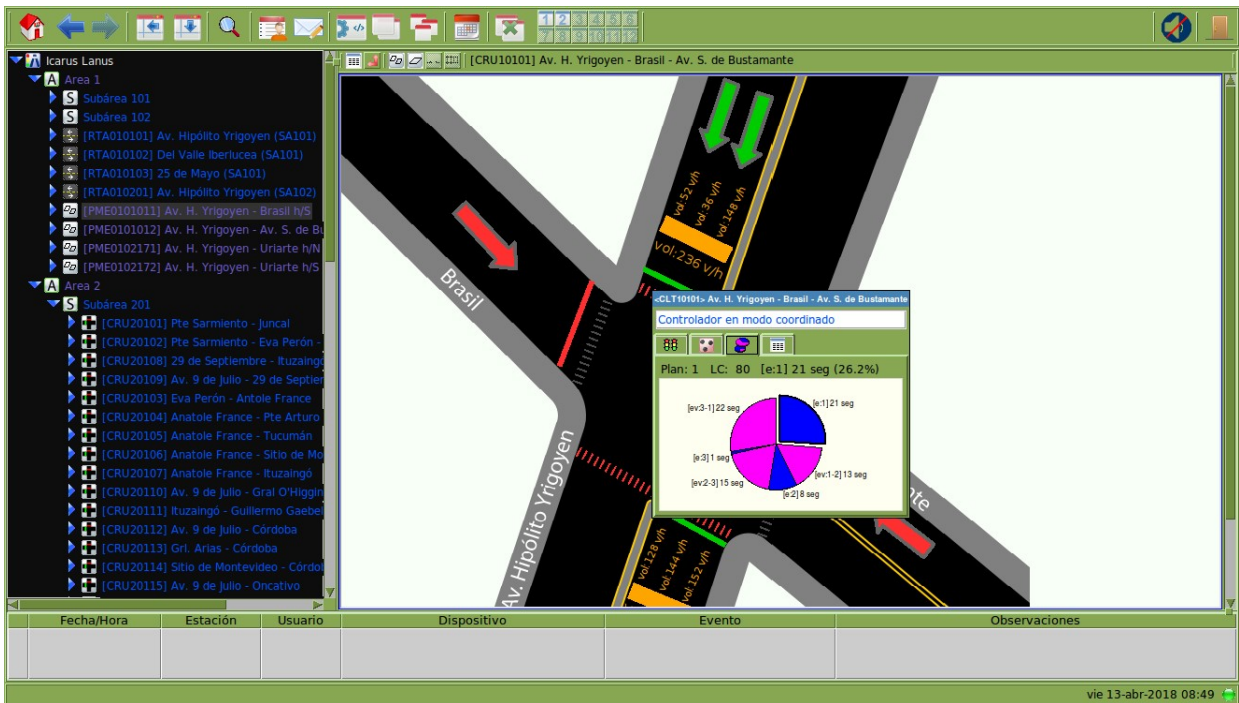 1 2 3 4 5 6
7 8 9 10 11 12
Icarus Lanus
[CRU10101] Av. H. Yrigoyen - Brasil - Av. S. de Bustamante
A Area 1
S Subárea 101
S Subárea 102
[RTA010101] Av. Hipólito Yrigoyen (SA101)
[RTA010102] Del Valle Iberlucea (SA101)
[RTA010103] 25 de Mayo (SA101)
[RTA010201] Av. Hipólito Yrigoyen (SA102)
[PME0101011] Av. H. Yrigoyen - Brasil h/S
[PME0101012] Av. H. Yrigoyen - Av. S. de Bu
[PME0102171] Av. H. Yrigoyen - Uriarte h/N
[PME0102172] Av. H. Yrigoyen - Uriarte h/S
A Area 2
S Subárea 201
[CRU20101] Pte Sarmiento - Juncal
[CRU20102] Pte Sarmiento - Eva Perón -
[CRU20108] 29 de Septiembre - Ituzaingó
[CRU20109] Av. 9 de Julio - 29 de Septier
[CRU20103] Eva Perón - Antole France
[CRU20104] Anatole France - Pte Arturo
[CRU20105] Anatole France - Tucumán
[CRU20106] Anatole France - Sitio de Mo
[CRU20107] Anatole France - Ituzaingó
[CRU20110] Av. 9 de Julio - Gral O'Higgin
[CRU20111] Ituzaingó - Guillermo Gaebel
[CRU20112] Av. 9 de Julio - Córdoba
[CRU20113] Grl. Arias - Córdoba
[CRU20114] Sitio de Montevideo - Córdob
[CRU20115] Av. 9 de Julio - Oncativo
vol:52 v/h
vol:36 v/h
vol:148 v/h
vol:236 v/h
Brasil
Av. Hipólito Yrigoyen
<CLT10101> Av. H. Yrigoyen - Brasil - Av. S. de Bustamante
Controlador en modo coordinado
Plan: 1 LC: 80 [e:1] 21 seg (26.2%)
[ev:3-1] 22 seg
[e:1] 21 seg
[e:3] 1 seg
[ev:1-2] 13 seg
[ev:2-3] 15 seg
[e:2] 8 seg
nte
vol:128 v/h
vol:144 v/h
vol:152 v/h
Fecha/Hora Estación Usuario Dispositivo Evento Observaciones
vie 13-abr-2018 08:49